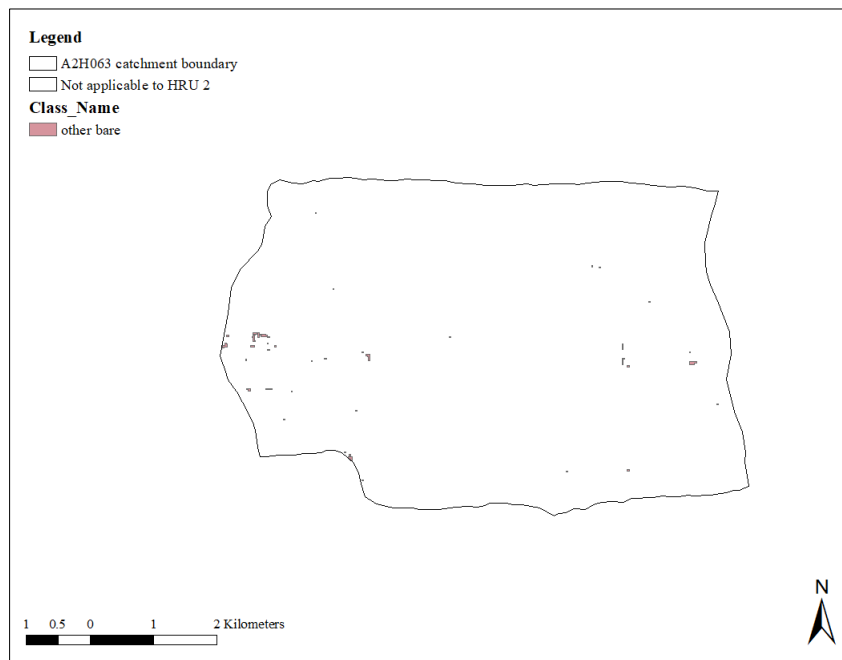 Legend
A2H063 catchment boundary
Not applicable to HRU 2
Class_Name
other bare
N
1 0.5 0 1 2 Kilometers